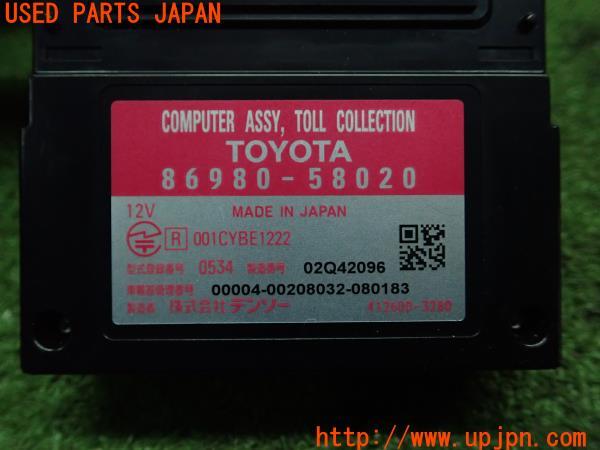 USED PARTS JAPAN
COMPUTER ASSY, TOLL COLLECTION
TOYOTA
86980-58020
12V MADE IN JAPAN
R 001CYBE1222
型式登録番号 0534 製造番号 02Q42096
車載器管理番号 00004-00208032-080183
製造者 株式会社デンソー 412600-3280
http://www.upjpn.com/